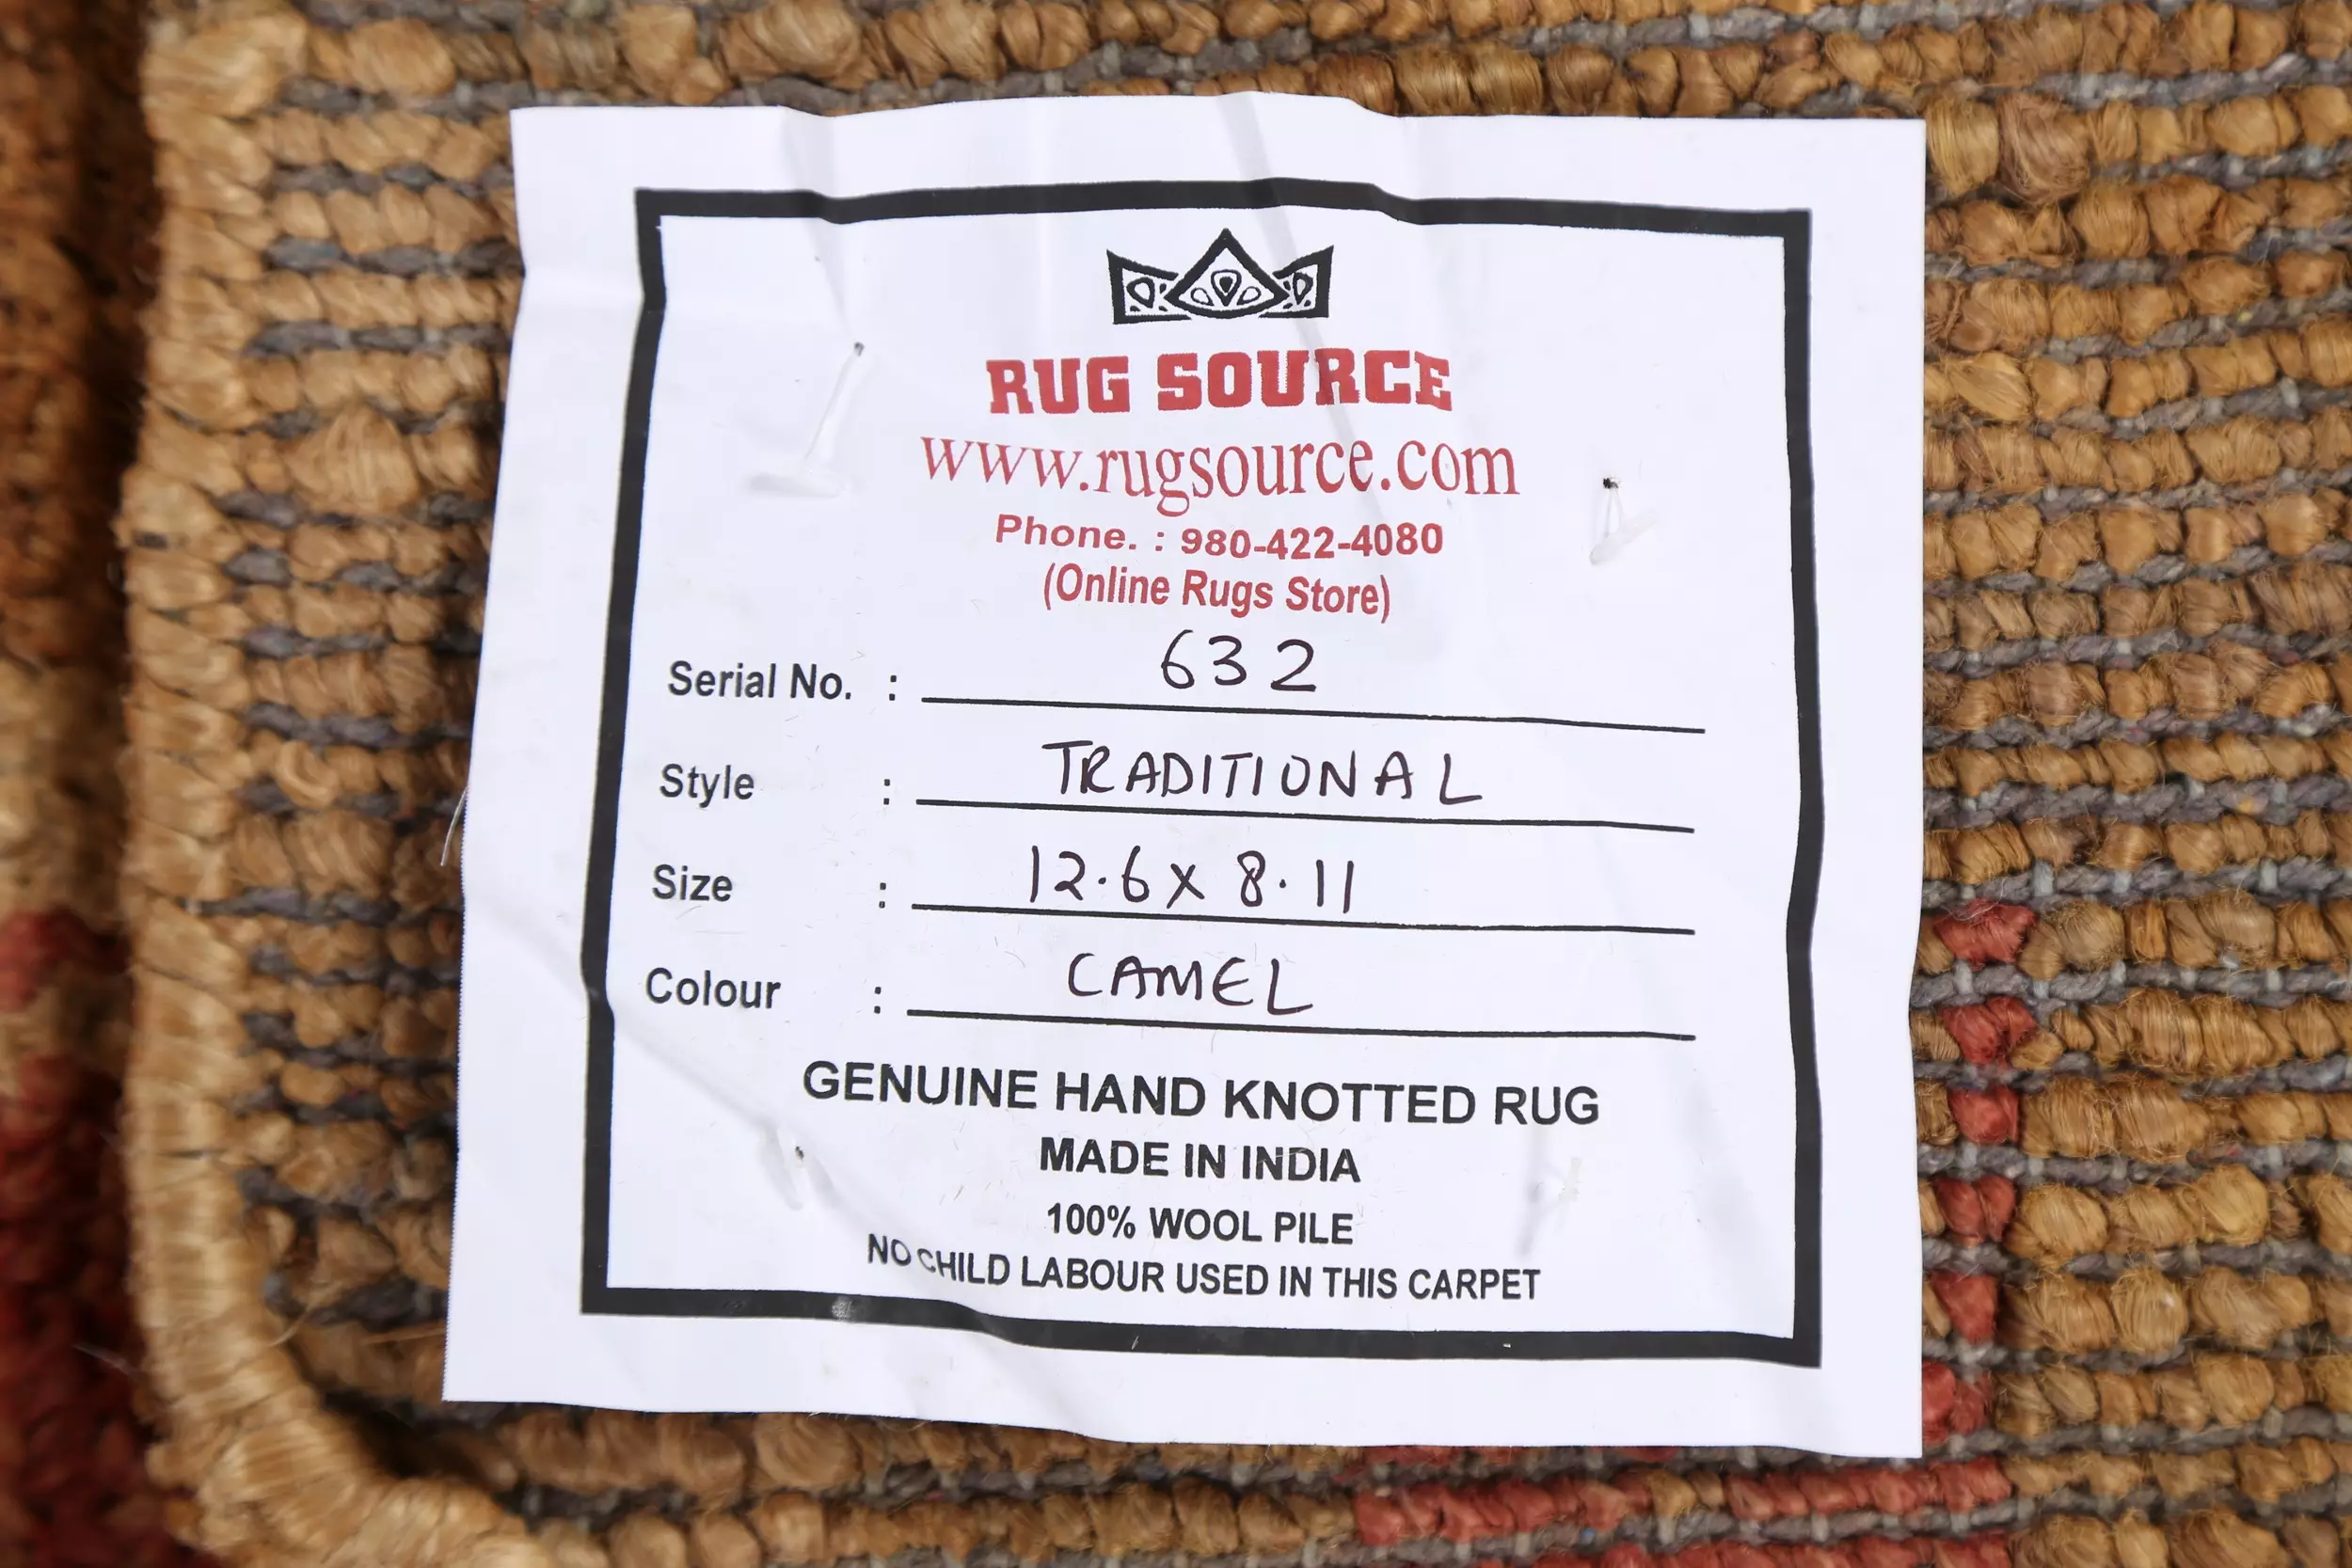 RUG SOURCE
www.rugsource.com
Phone. : 980-422-4080
(Online Rugs Store)
Serial No. : 632
Style : TRADITIONAL
Size : 12.6 x 8.11
Colour : CAMEL
GENUINE HAND KNOTTED RUG
MADE IN INDIA
100% WOOL PILE
NO CHILD LABOUR USED IN THIS CARPET